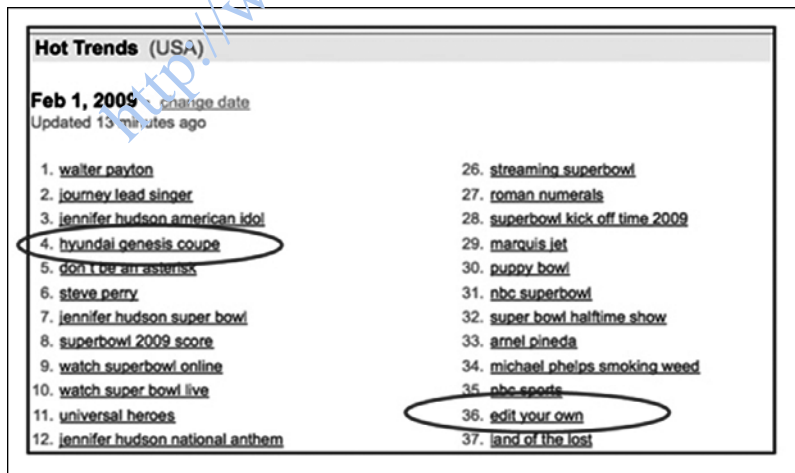 http://w
Hot Trends (USA)
Feb 1, 2009 - change date
Updated 13 minutes ago
1. walter payton
2. journey lead singer
3. jennifer hudson american idol
4. hyundai genesis coupe
5. don t be an asterisk
6. steve perry
7. jennifer hudson super bowl
8. superbowl 2009 score
9. watch superbowl online
10. watch super bowl live
11. universal heroes
12. jennifer hudson national anthem
26. streaming superbowl
27. roman numerals
28. superbowl kick off time 2009
29. marquis jet
30. puppy bowl
31. nbc superbowl
32. super bowl halftime show
33. arnel pineda
34. michael phelps smoking weed
35. nbc sports
36. edit your own
37. land of the lost